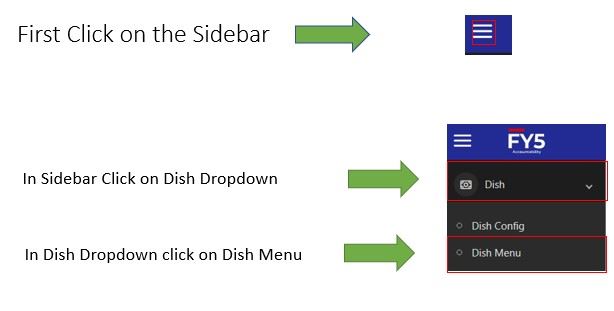 First Click on the Sidebar
FY5
Accountability
In Sidebar Click on Dish Dropdown
Dish
Dish Config
In Dish Dropdown click on Dish Menu
Dish Menu